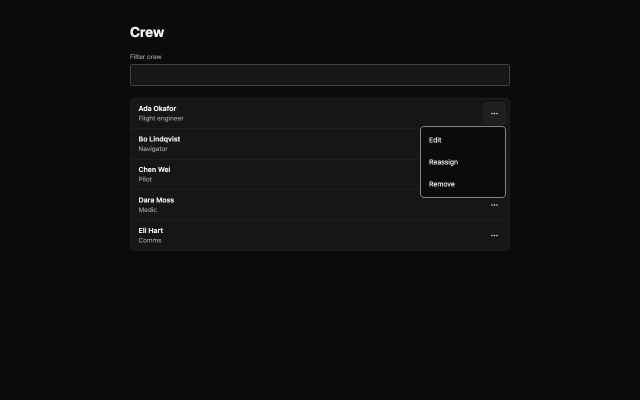 Crew
Filter crew
Ada Okafor
Flight engineer
...
Bo Lindqvist
Navigator
Edit
Chen Wei
Reassign
Pilot
Remove
Dara Moss
Medic
...
Eli Hart
Comms
...